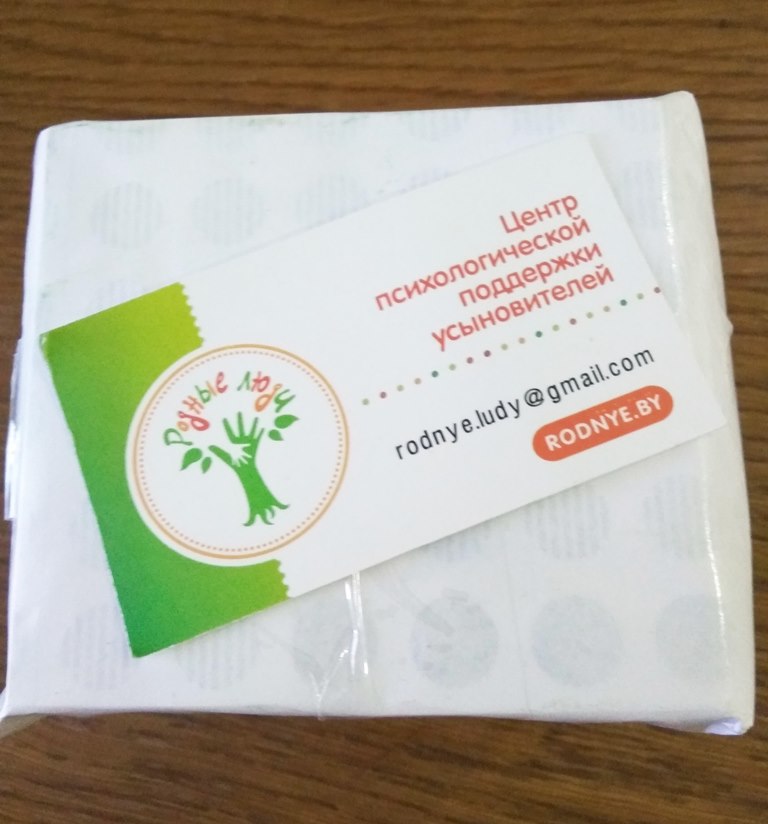 Центр
психологической
поддержки
усыновителей
Родные люди
rodnye.ludy@gmail.com
RODNYE.BY